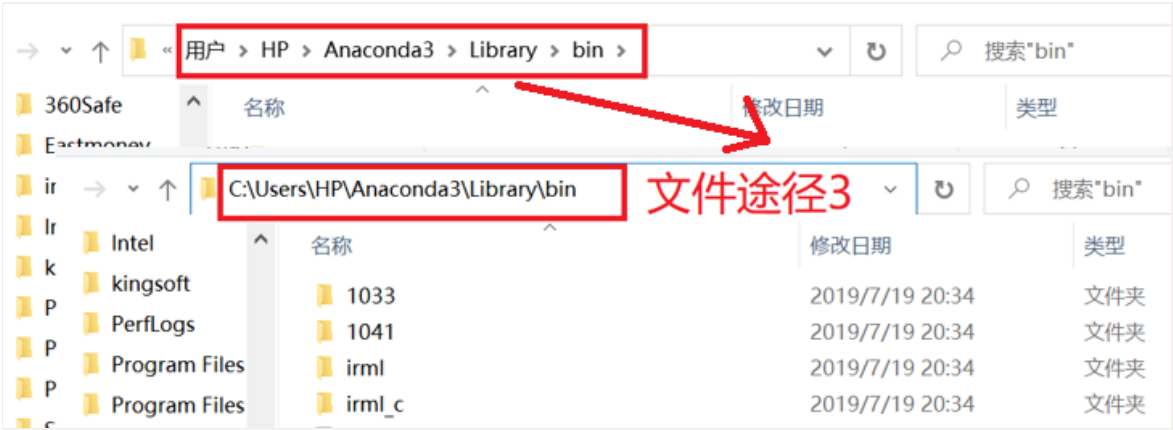 « 用户 > HP > Anaconda3 > Library > bin >
搜索"bin"
360Safe
名称
修改日期
类型
Eastmoney
C:\Users\HP\Anaconda3\Library\bin
文件途径3
搜索"bin"
Intel
名称
修改日期
类型
kingsoft
1033
2019/7/19 20:34
文件夹
PerfLogs
1041
2019/7/19 20:34
文件夹
Program Files
irml
2019/7/19 20:34
文件夹
Program Files
irml_c
2019/7/19 20:34
文件夹
ir
Ir
k
P
P
P